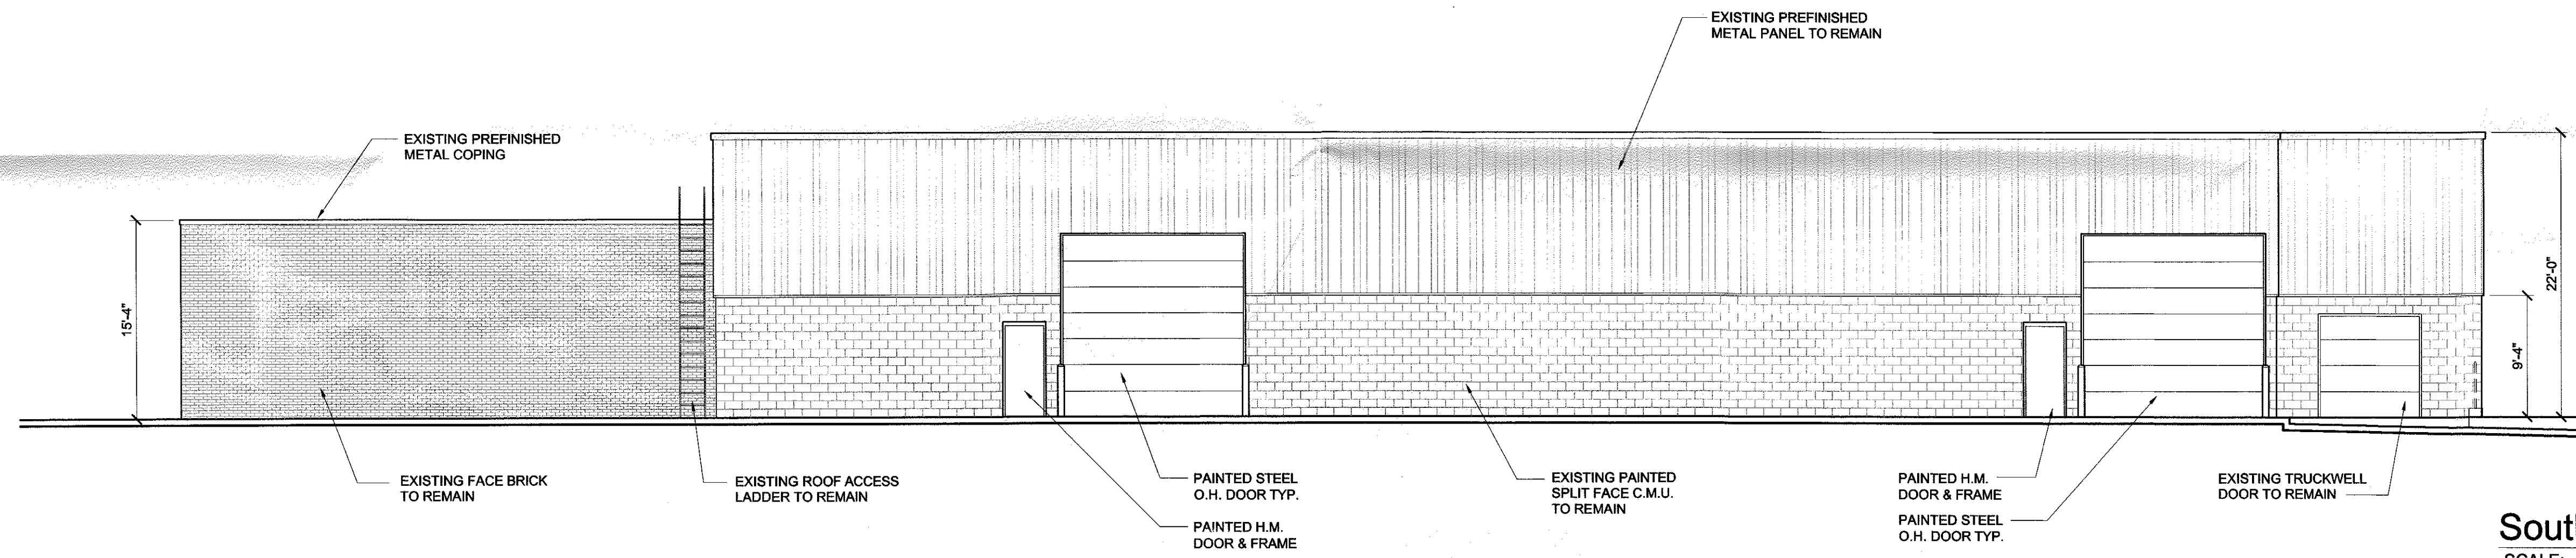 EXISTING PREFINISHED
METAL PANEL TO REMAIN
EXISTING PREFINISHED
METAL COPING
15'-4"
22'-0"
9'-4"
EXISTING FACE BRICK
TO REMAIN
EXISTING ROOF ACCESS
LADDER TO REMAIN
PAINTED STEEL
O.H. DOOR TYP.
PAINTED H.M.
DOOR & FRAME
EXISTING PAINTED
SPLIT FACE C.M.U.
TO REMAIN
PAINTED H.M.
DOOR & FRAME
PAINTED STEEL
O.H. DOOR TYP.
EXISTING TRUCKWELL
DOOR TO REMAIN